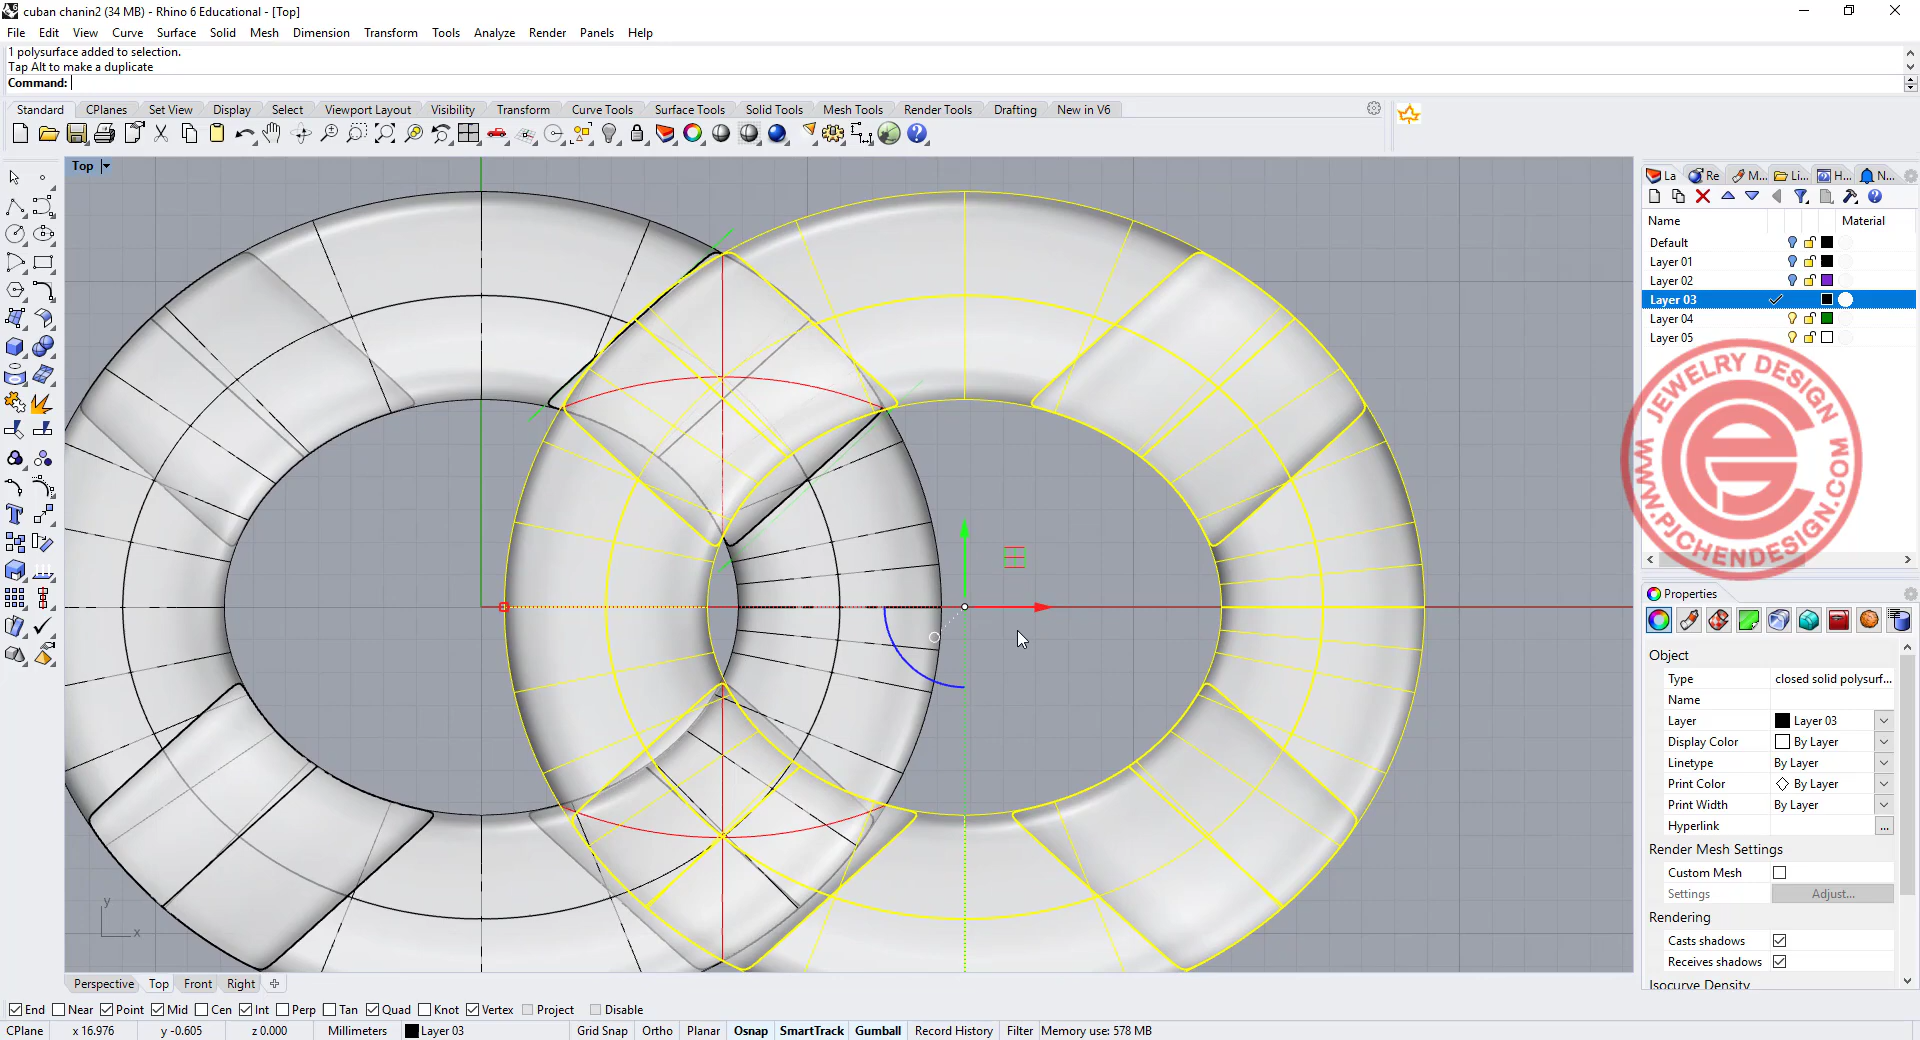 cuban chanin2 (34 MB) - Rhino 6 Educational - [Top]
File Edit View Curve Surface Solid Mesh Dimension Transform Tools Analyze Render Panels Help
1 polysurface added to selection.
Tap Alt to make a duplicate
Command:
Standard CPlanes Set View Display Select Viewport Layout Visibility Transform Curve Tools Surface Tools Solid Tools Mesh Tools Render Tools Drafting New in V6
Top
La Re M... Li... H... N...
Name Material
Default
Layer 01
Layer 02
Layer 03
Layer 04
Layer 05
JEWELRY DESIGN
WWW.PJCHENDESIGN.COM
Properties
Object
Type closed solid polysurf...
Name
Layer Layer 03
Display Color By Layer
Linetype By Layer
Print Color By Layer
Print Width By Layer
Hyperlink ...
Render Mesh Settings
Custom Mesh
Settings Adjust...
Rendering
Casts shadows
Receives shadows
Isocurve Density
y
x
Perspective Top Front Right
End Near Point Mid Cen Int Perp Tan Quad Knot Vertex Project Disable
CPlane x 16.976 y -0.605 z 0.000 Millimeters Layer 03 Grid Snap Ortho Planar Osnap SmartTrack Gumball Record History Filter Memory use: 578 MB